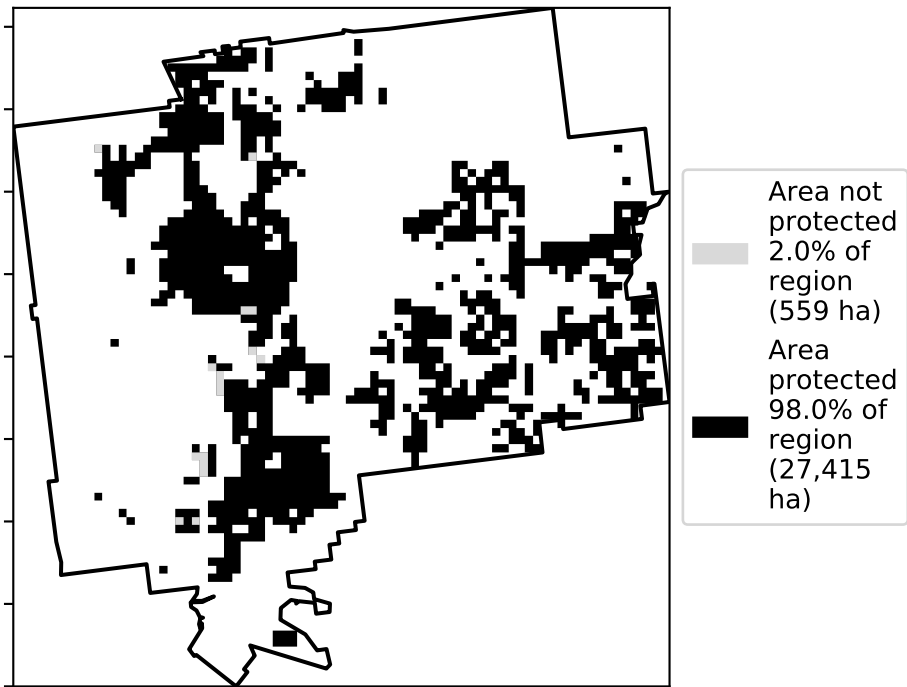 Area not
protected
2.0% of
region
(559 ha)
Area
protected
98.0% of
region
(27,415
ha)